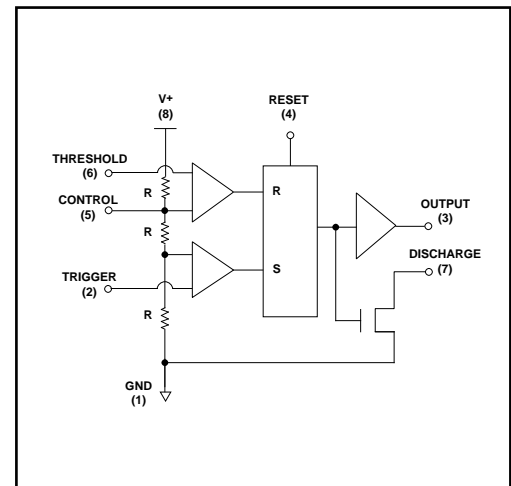 V+
(8)
RESET
(4)
THRESHOLD
(6)
R
R
CONTROL
(5)
OUTPUT
(3)
R
DISCHARGE
(7)
TRIGGER
(2)
S
R
GND
(1)